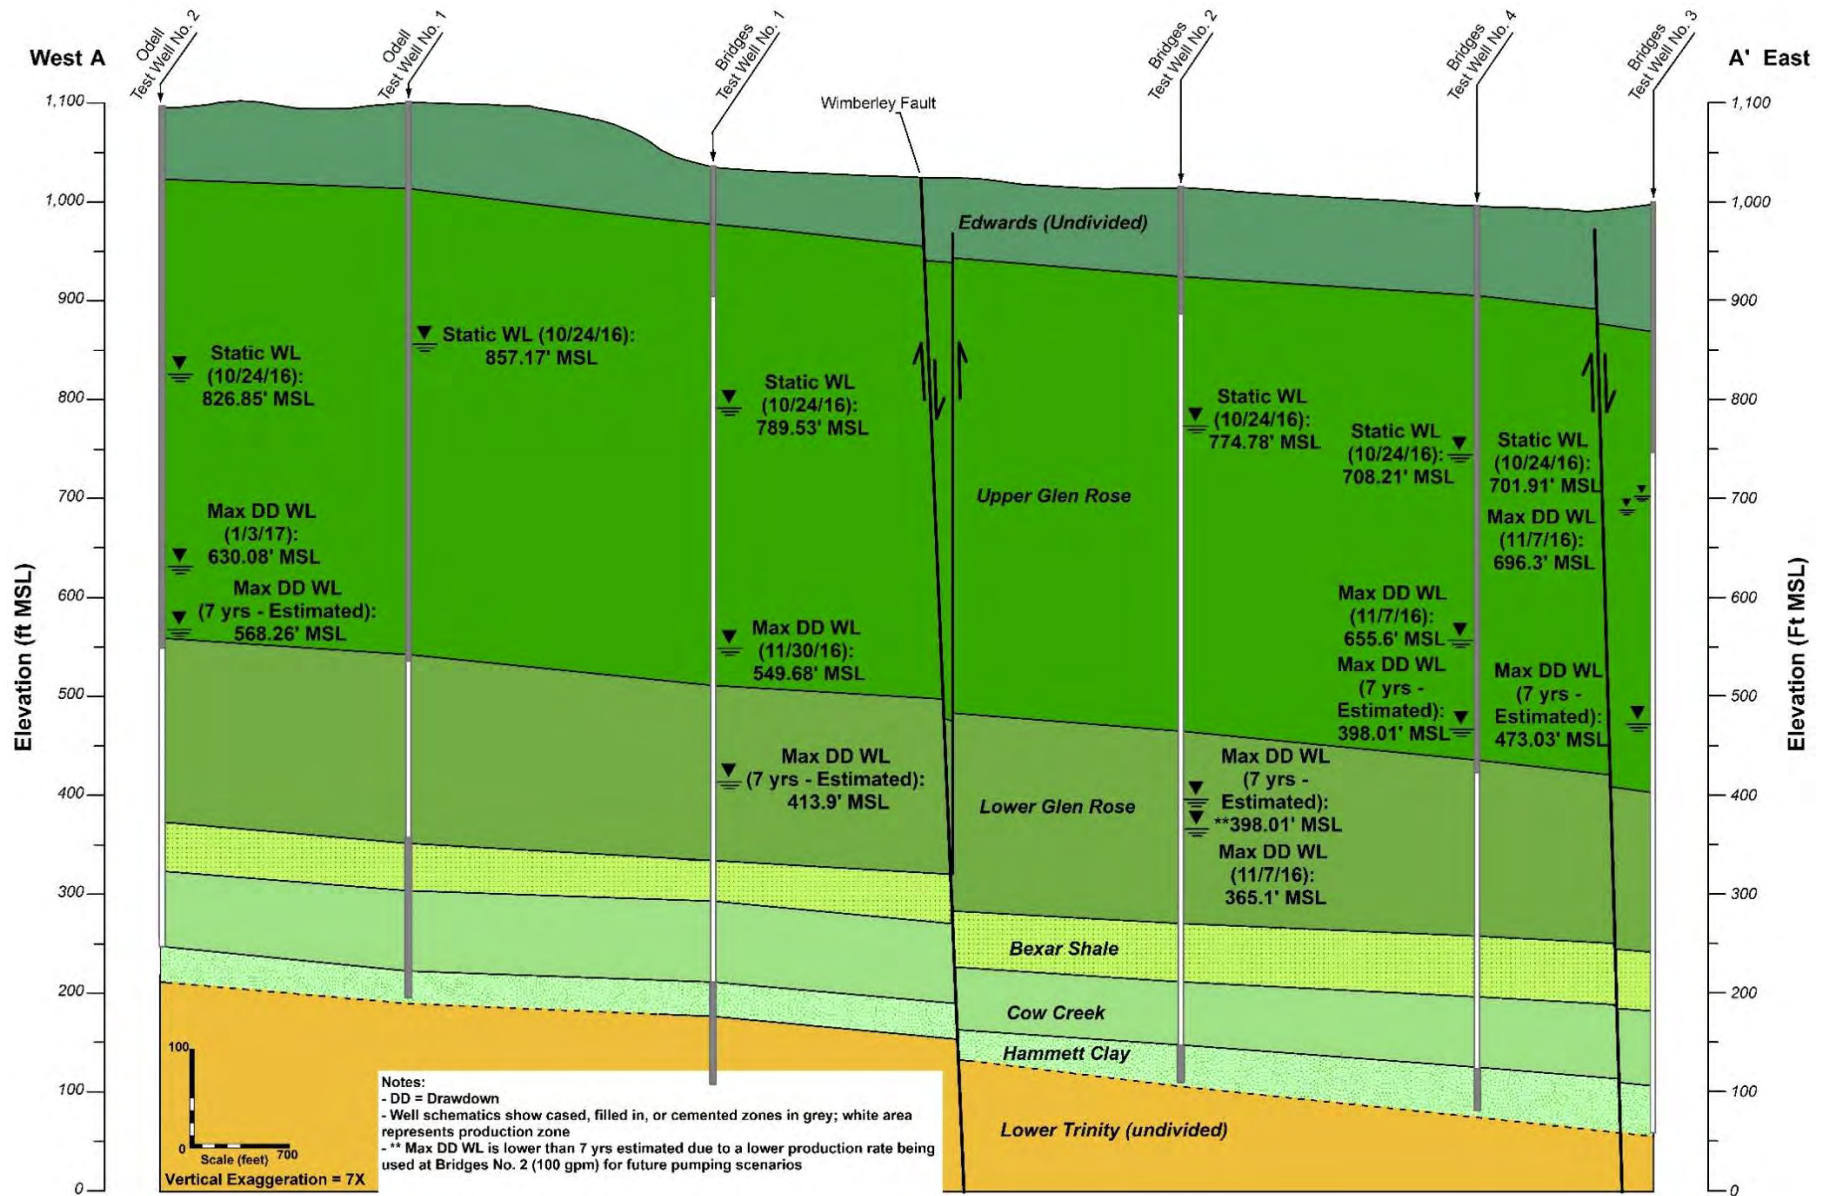 West A
Odell
Test Well No. 2
Odell
Test Well No. 1
Bridges
Test Well No. 1
Wimberley Fault
Bridges
Test Well No. 2
Bridges
Test Well No. 4
Bridges
Test Well No. 3
A' East
Elevation (ft MSL)
1,100
1,000
900
800
700
600
500
400
300
200
100
0
Static WL
(10/24/16):
826.85' MSL
Max DD WL
(1/3/17):
630.08' MSL
Max DD WL
(7 yrs - Estimated):
568.26' MSL
Static WL (10/24/16):
857.17' MSL
Static WL
(10/24/16):
789.53' MSL
Max DD WL
(11/30/16):
549.68' MSL
Max DD WL
(7 yrs - Estimated):
413.9' MSL
Edwards (Undivided)
Upper Glen Rose
Lower Glen Rose
Bexar Shale
Cow Creek
Hammett Clay
Lower Trinity (undivided)
Static WL
(10/24/16):
774.78' MSL
Max DD WL
(7 yrs -
Estimated):
**398.01' MSL
Max DD WL
(11/7/16):
365.1' MSL
Static WL
(10/24/16):
708.21' MSL
Max DD WL
(11/7/16):
655.6' MSL
Max DD WL
(7 yrs -
Estimated):
398.01' MSL
Static WL
(10/24/16):
701.91' MSL
Max DD WL
(11/7/16):
696.3' MSL
Max DD WL
(7 yrs -
Estimated):
473.03' MSL
1,100
1,000
900
800
700
600
500
400
300
200
100
0
Elevation (Ft MSL)
100
0
Scale (feet)
700
Vertical Exaggeration = 7X
Notes:
- DD = Drawdown
- Well schematics show cased, filled in, or cemented zones in grey; white area
represents production zone
- ** Max DD WL is lower than 7 yrs estimated due to a lower production rate being
used at Bridges No. 2 (100 gpm) for future pumping scenarios